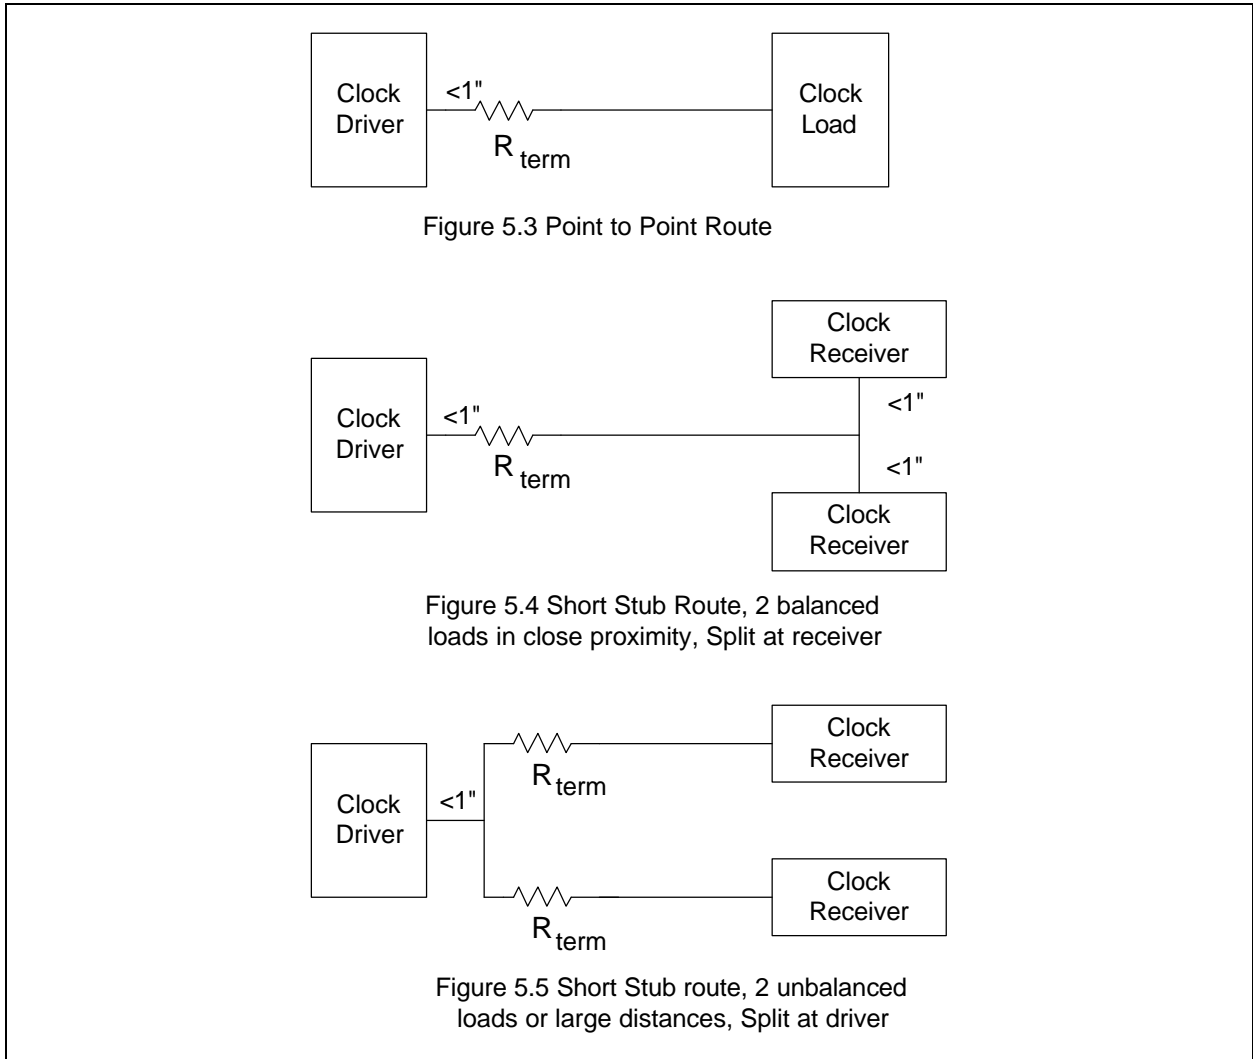 Clock
Driver
<1"
R term
Clock
Load
Figure 5.3 Point to Point Route
Clock
Driver
<1"
R term
Clock
Receiver
<1"
<1"
Clock
Receiver
Figure 5.4 Short Stub Route, 2 balanced
loads in close proximity, Split at receiver
Clock
Driver
<1"
R term
Clock
Receiver
R term
Clock
Receiver
Figure 5.5 Short Stub route, 2 unbalanced
loads or large distances, Split at driver